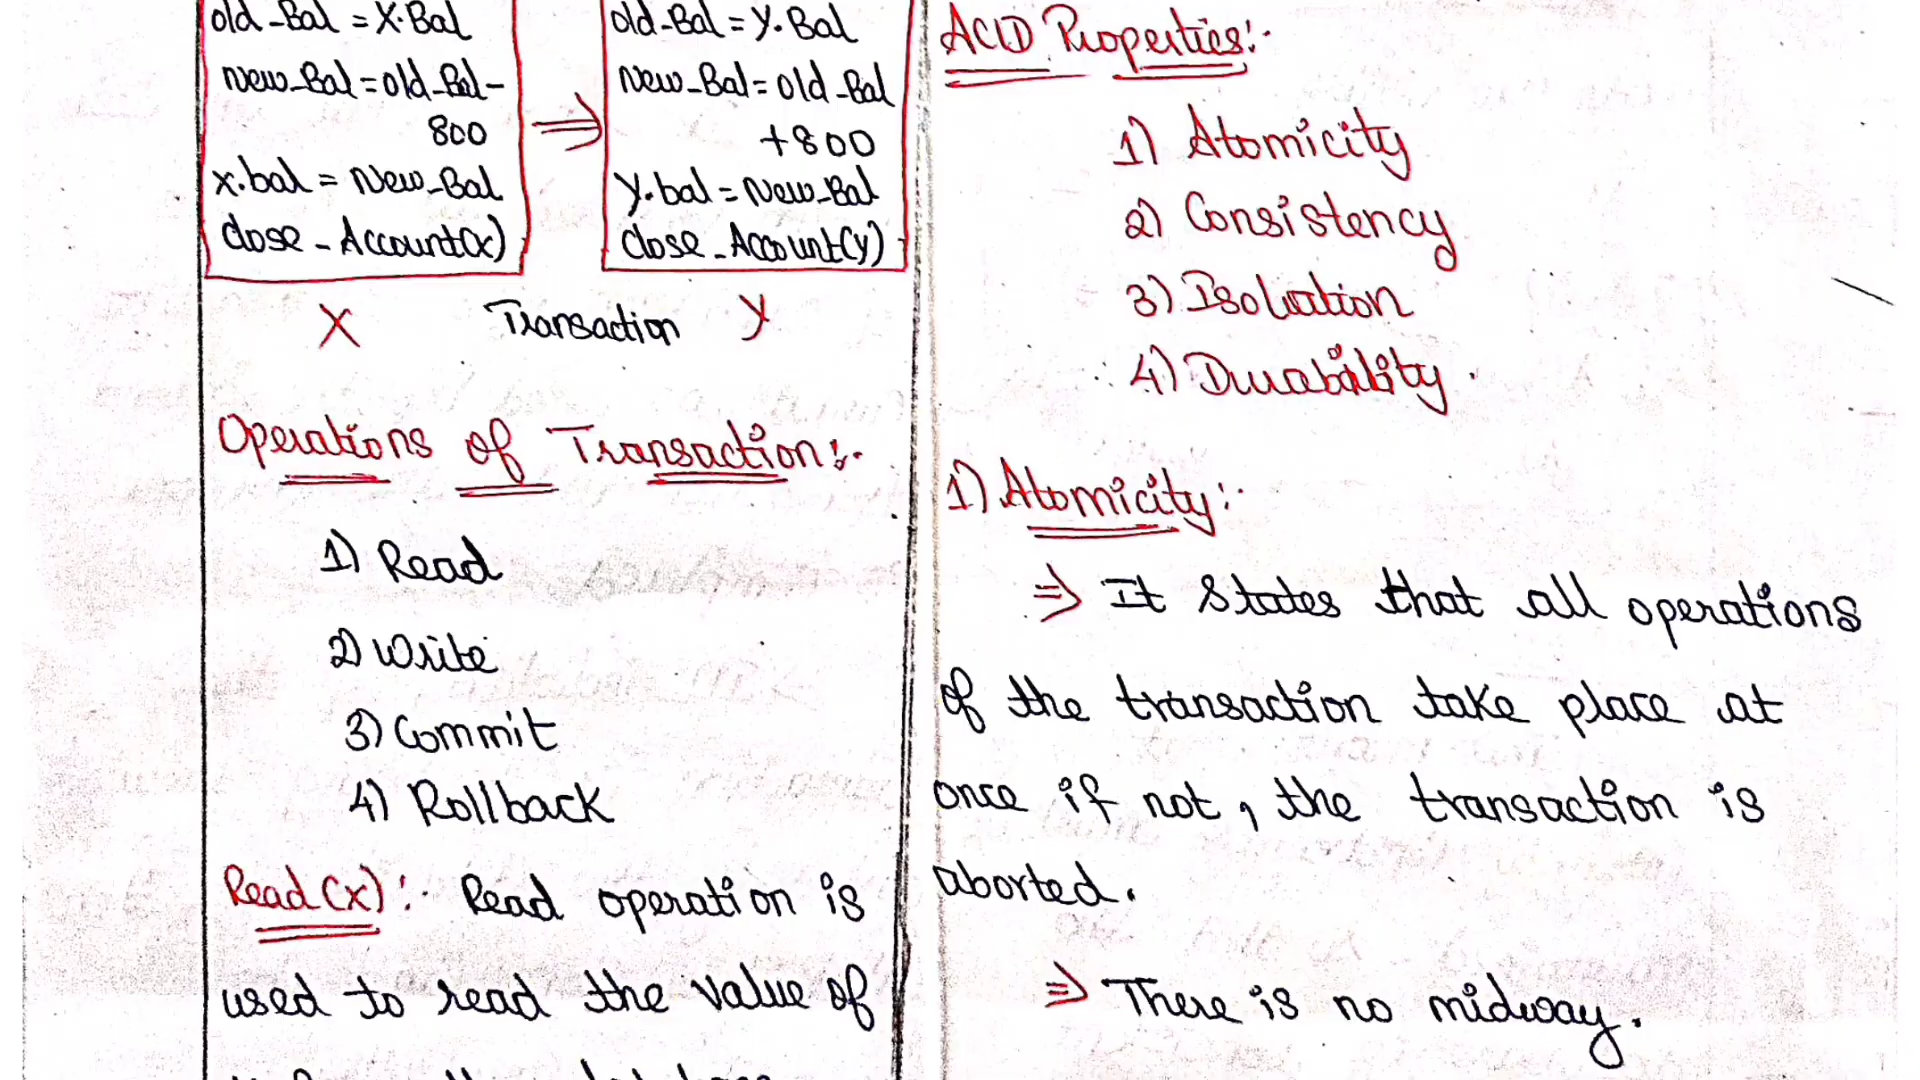 old_Bal = X.Bal
New_Bal = old_Bal -
800
x.bal = New_Bal
close_Account(x)
old_Bal = Y.Bal
New_Bal = old_Bal
+800
y.bal = New_Bal
close_Account(y)
X Transaction Y
Operations of Transaction:-
1) Read
2) Write
3) Commit
4) Rollback
Read (x):- Read operation is
used to read the value of
ACID Properties:-
1) Atomicity
2) Consistency
3) Isolation
4) Durability
1) Atomicity:-
⇒ It states that all operations
of the transaction take place at
once if not, the transaction is
aborted.
⇒ There is no midway.